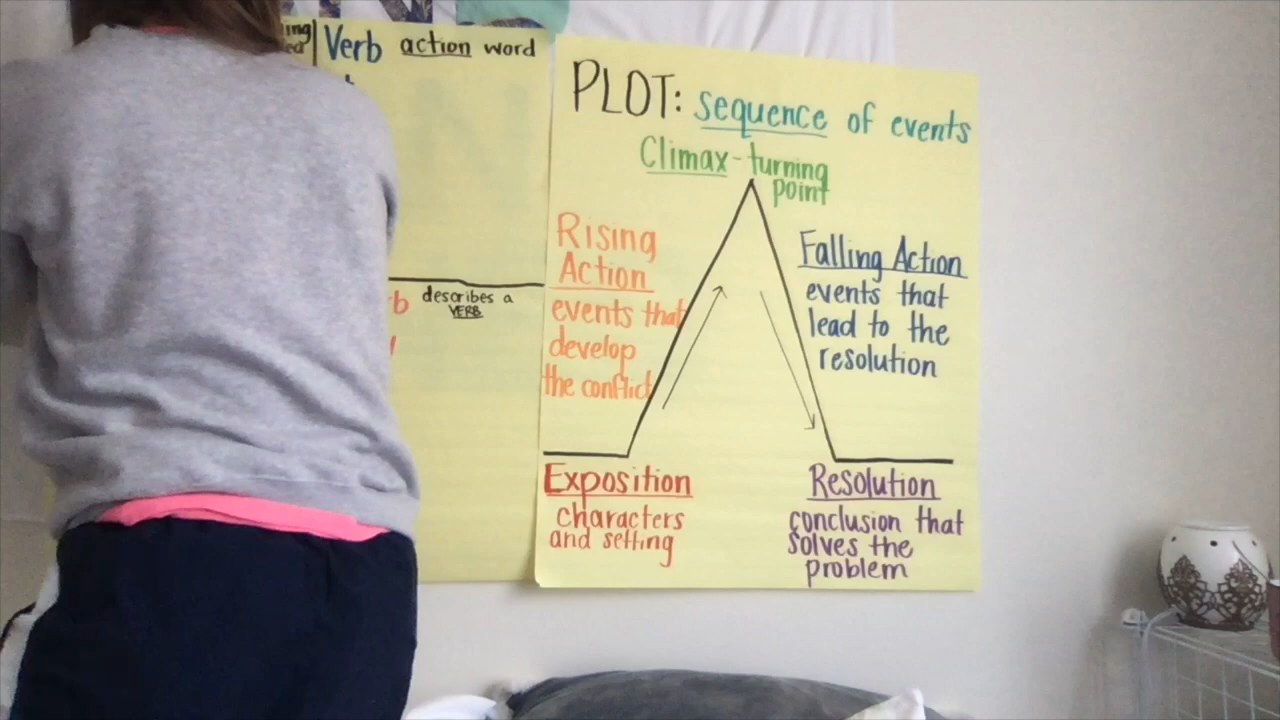 Verb action word
describes a
VERB
PLOT: sequence of events
Climax - turning
point
Rising
Action
events that
develop
the conflict
Falling Action
events that
lead to the
resolution
Exposition
characters
and setting
Resolution
conclusion that
solves the
problem